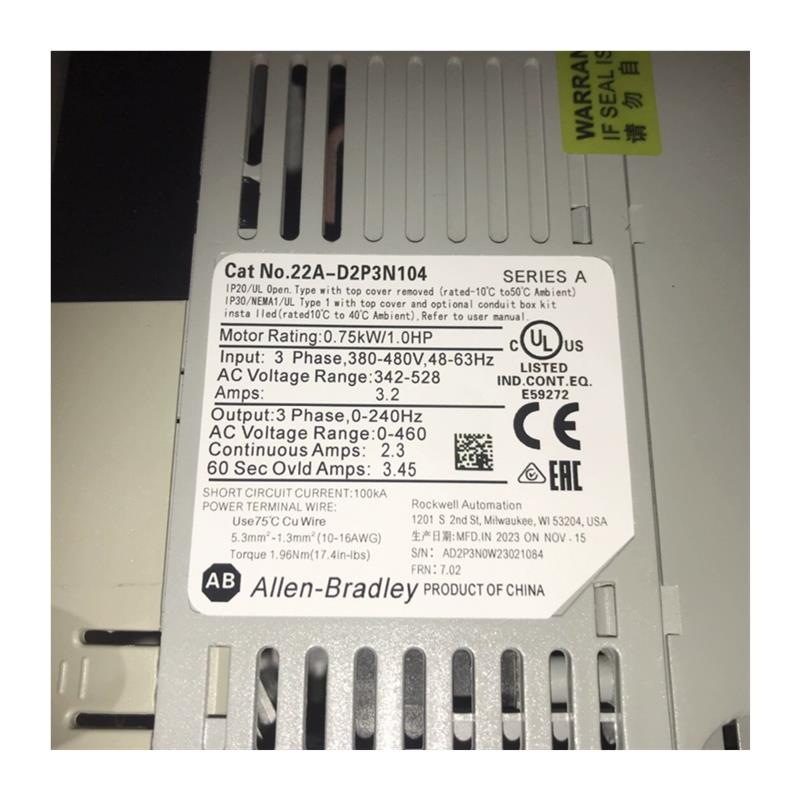 WARRAN
IF SEAL IS
请勿自
Cat No.22A-D2P3N104
SERIES A
IP20/UL Open. Type with top cover removed (rated-10℃ to50℃ Ambient)
IP30/NEMA1/UL Type 1 with top cover and optional conduit box kit
insta lled(rated10℃ to 40℃ Ambient), Refer to user manual.
Motor Rating:0.75kW/1.0HP
Input: 3 Phase,380-480V,48-63Hz
AC Voltage Range:342-528
Amps: 3.2
Output:3 Phase,0-240Hz
AC Voltage Range:0-460
Continuous Amps: 2.3
60 Sec Ovld Amps: 3.45
C UL US
LISTED
IND.CONT.EQ.
E59272
CE
EAC
SHORT CIRCUIT CURRENT:100kA
POWER TERMINAL WIRE:
Use75℃ Cu Wire
5.3mm²-1.3mm² (10-16AWG)
Torque 1.96Nm(17.4in-lbs)
Rockwell Automation
1201 S 2nd St, Milwaukee, WI 53204, USA
生产日期:MFD.IN 2023 ON NOV.15
S/N: AD2P3N0W23021084
FRN: 7.02
AB Allen-Bradley PRODUCT OF CHINA